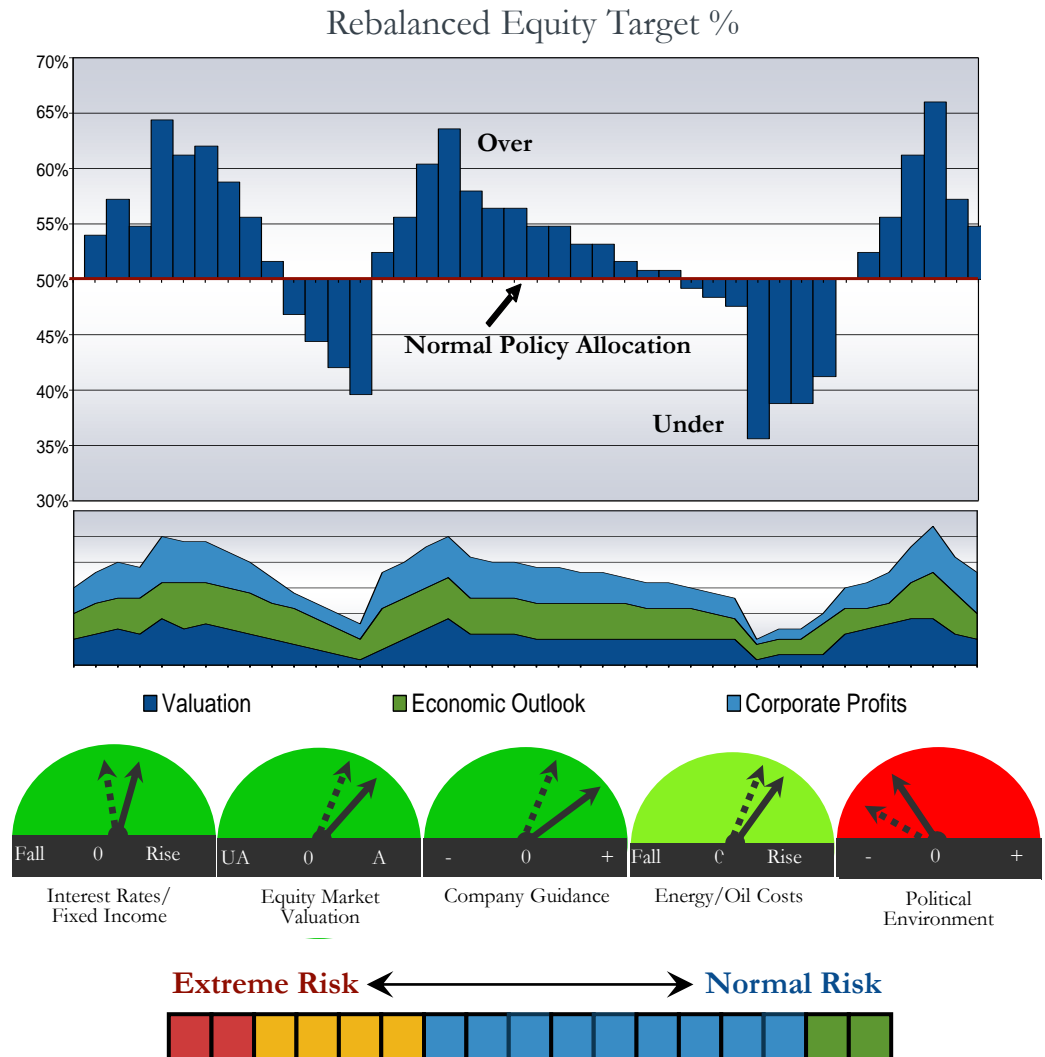 Rebalanced Equity Target %
70%
65%
60%
55%
50%
45%
40%
35%
30%
Over
Normal Policy Allocation
Under
Valuation
Economic Outlook
Corporate Profits
Fall 0 Rise
Interest Rates/
Fixed Income
UA 0 A
Equity Market
Valuation
- 0 +
Company Guidance
Fall 0 Rise
Energy/Oil Costs
- 0 +
Political
Environment
Extreme Risk
Normal Risk